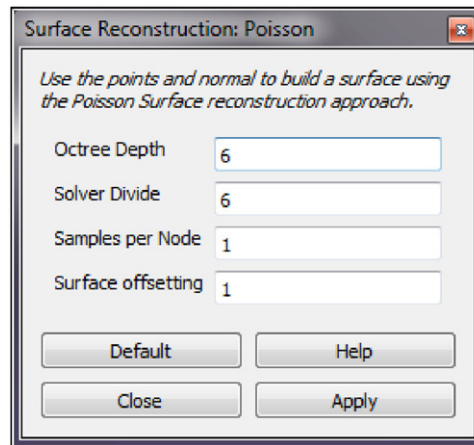 Surface Reconstruction: Poisson
Use the points and normal to build a surface using
the Poisson Surface reconstruction approach.
Octree Depth 6
Solver Divide 6
Samples per Node 1
Surface offsetting 1
Default Help
Close Apply